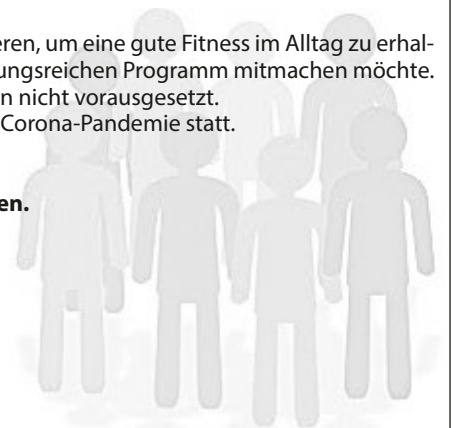 eren, um eine gute Fitness im Alltag zu erhal-
ungsreichen Programm mitmachen möchte.
n nicht vorausgesetzt.
Corona-Pandemie statt.
en.